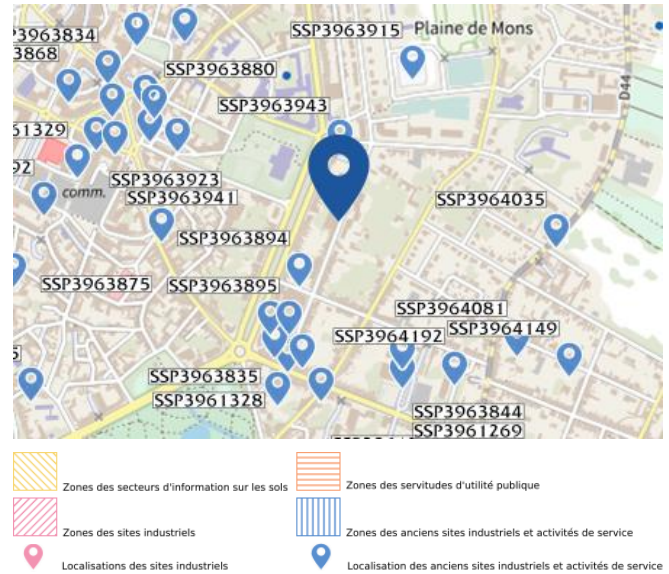 P3963834
3868
SSP3963915
Plaine de Mons
SSP3963880
D44
SSP3963943
61329
92
SSP3963923
comm.
SSP3963941
SSP3964035
SSP3963894
SSP3963875
SSP3963895
SSP3964081
SSP3964149
SSP3964192
5
SSP3963835
SSP3961328
SSP3963844
SSP3961269
Zones des secteurs d'information sur les sols
Zones des servitudes d'utilité publique
Zones des sites industriels
Zones des anciens sites industriels et activités de service
Localisations des sites industriels
Localisation des anciens sites industriels et activités de service